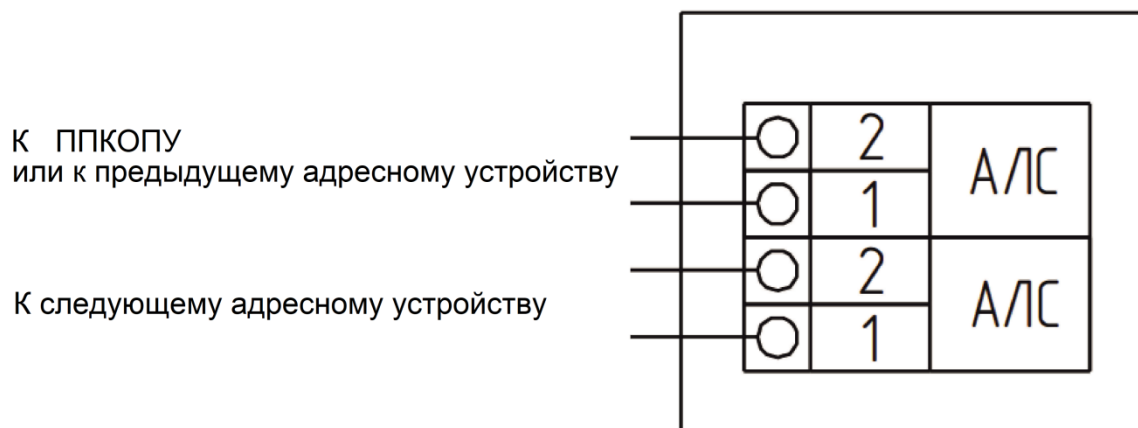 К ППКОПУ
или к предыдущему адресному устройству
К следующему адресному устройству
2
1
АЛС
2
1
АЛС